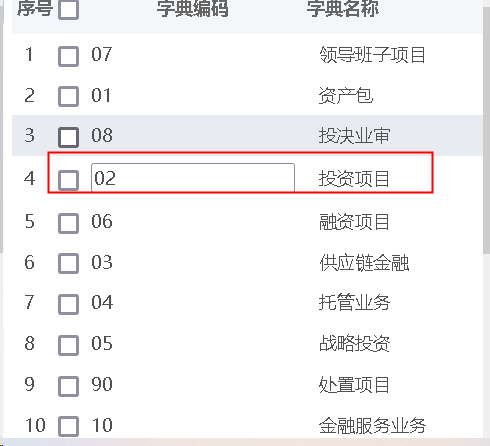 序号 字典编码 字典名称
1 07 领导班子项目
2 01 资产包
3 08 投决业审
4 02 投资项目
5 06 融资项目
6 03 供应链金融
7 04 托管业务
8 05 战略投资
9 90 处置项目
10 10 金融服务业务